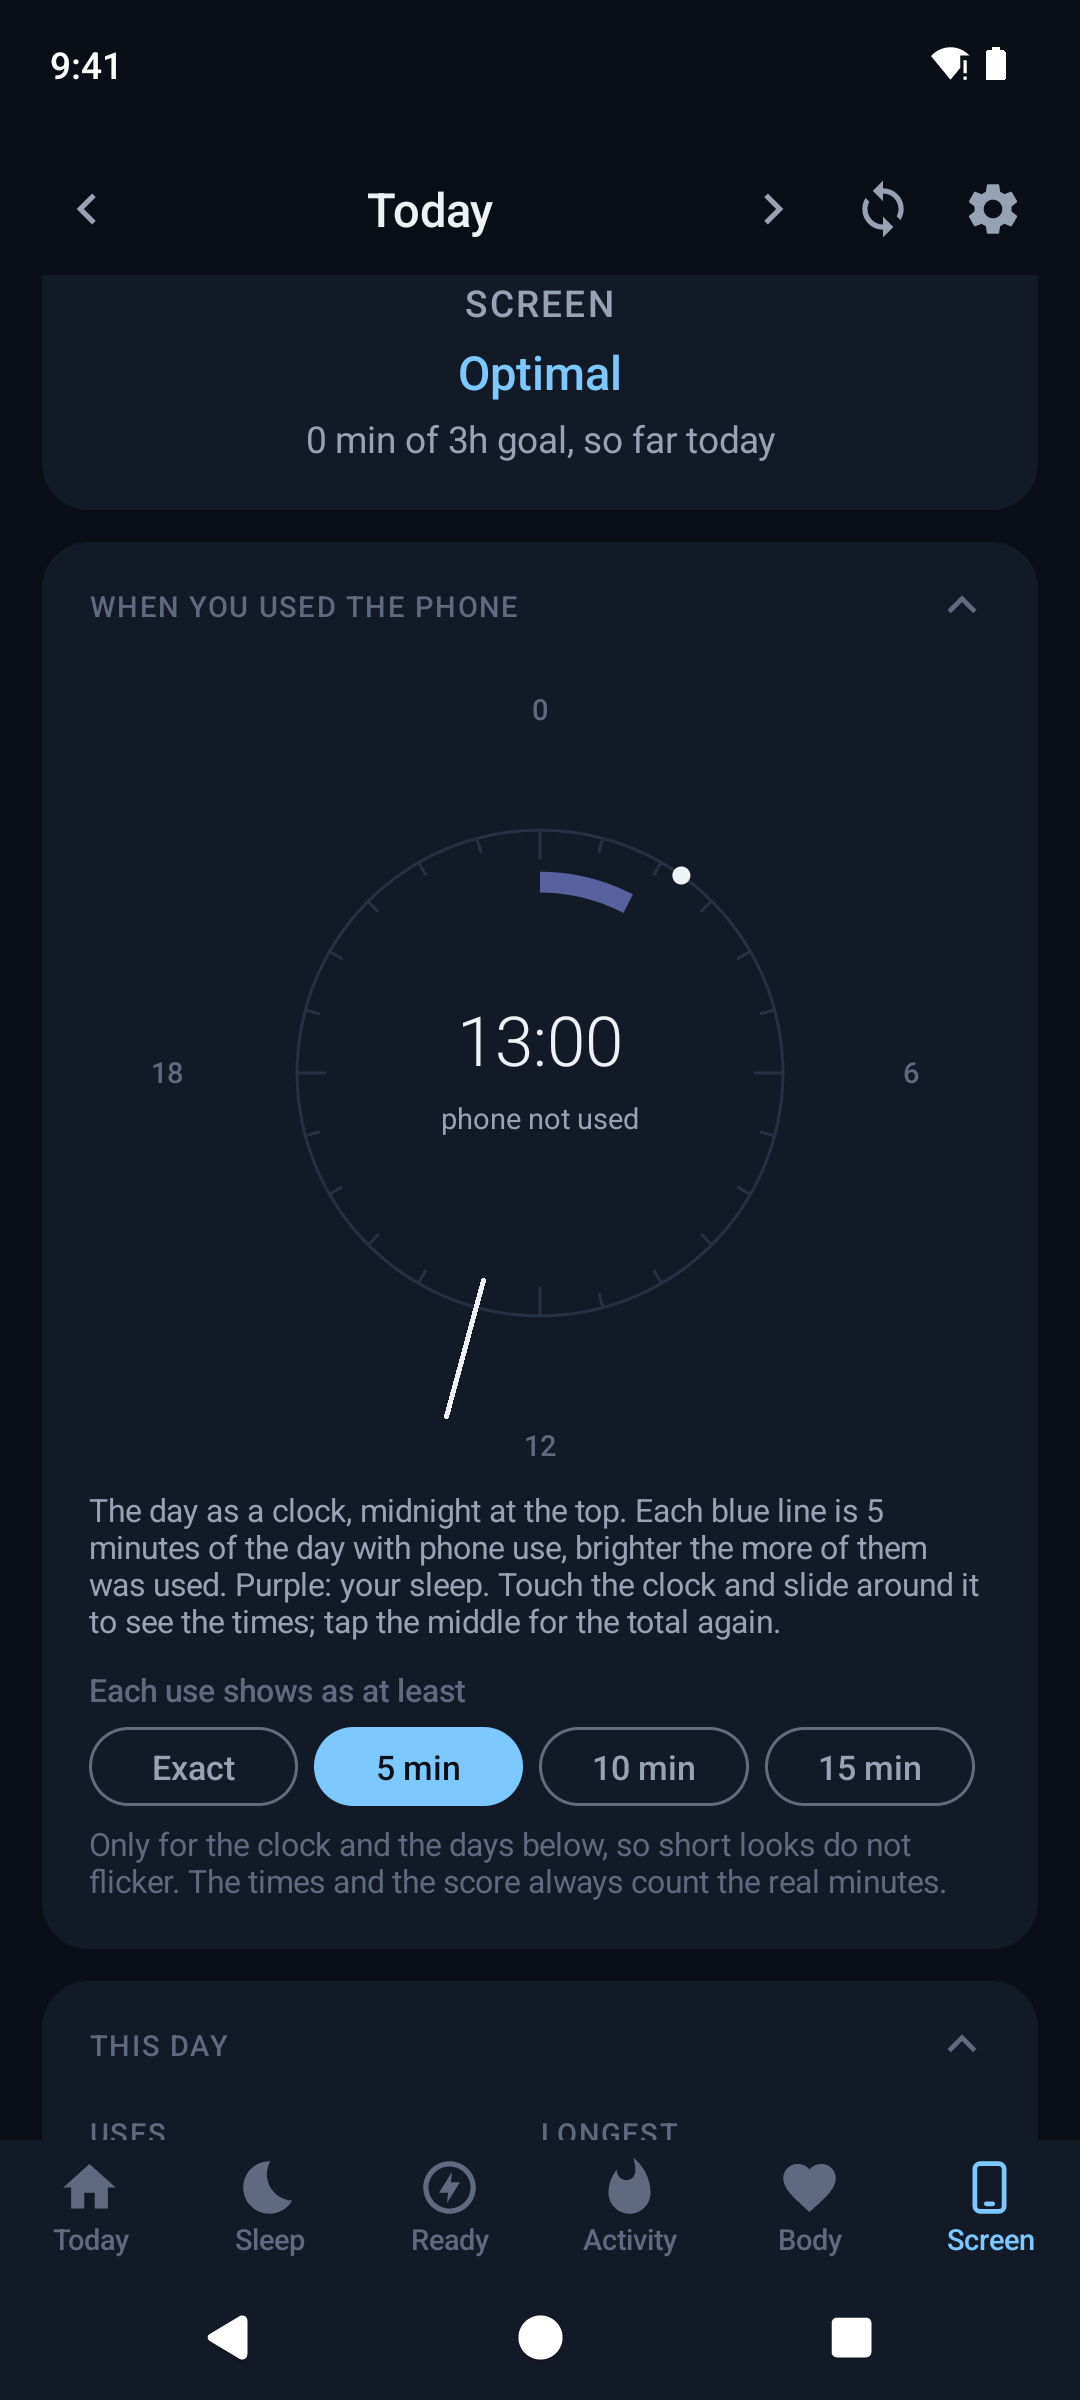 9:41
Today
SCREEN
Optimal
0 min of 3h goal, so far today
WHEN YOU USED THE PHONE
0
18
13:00
6
phone not used
12
The day as a clock, midnight at the top. Each blue line is 5
minutes of the day with phone use, brighter the more of them
was used. Purple: your sleep. Touch the clock and slide around it
to see the times; tap the middle for the total again.
Each use shows as at least
Exact
5 min
10 min
15 min
Only for the clock and the days below, so short looks do not
flicker. The times and the score always count the real minutes.
THIS DAY
USES
LONGEST
Today
Sleep
Ready
Activity
Body
Screen